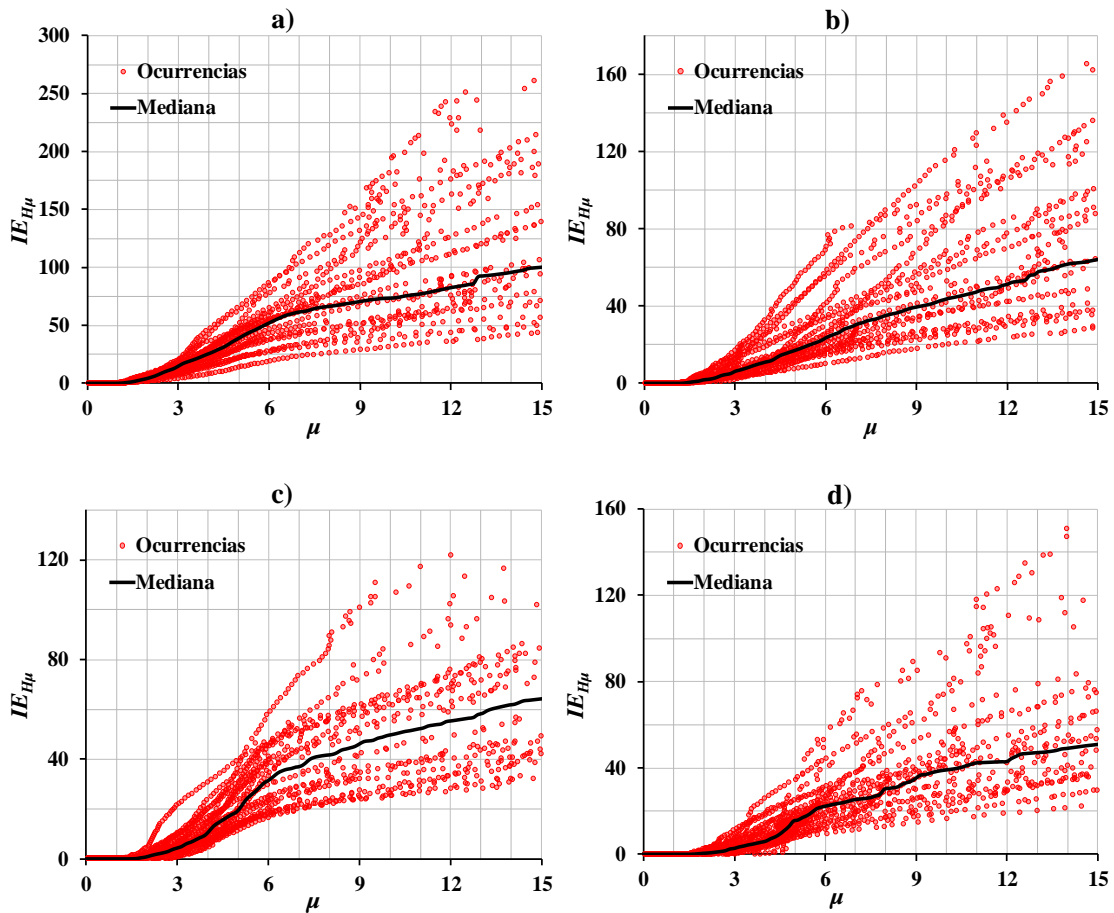 a)
300
250
200
150
100
50
0
IE_Hμ
Ocurrencias
Mediana
0 3 6 9 12 15
μ
b)
160
120
80
40
0
IE_Hμ
Ocurrencias
Mediana
0 3 6 9 12 15
μ
c)
120
80
40
0
IE_Hμ
Ocurrencias
Mediana
0 3 6 9 12 15
μ
d)
160
120
80
40
0
IE_Hμ
Ocurrencias
Mediana
0 3 6 9 12 15
μ